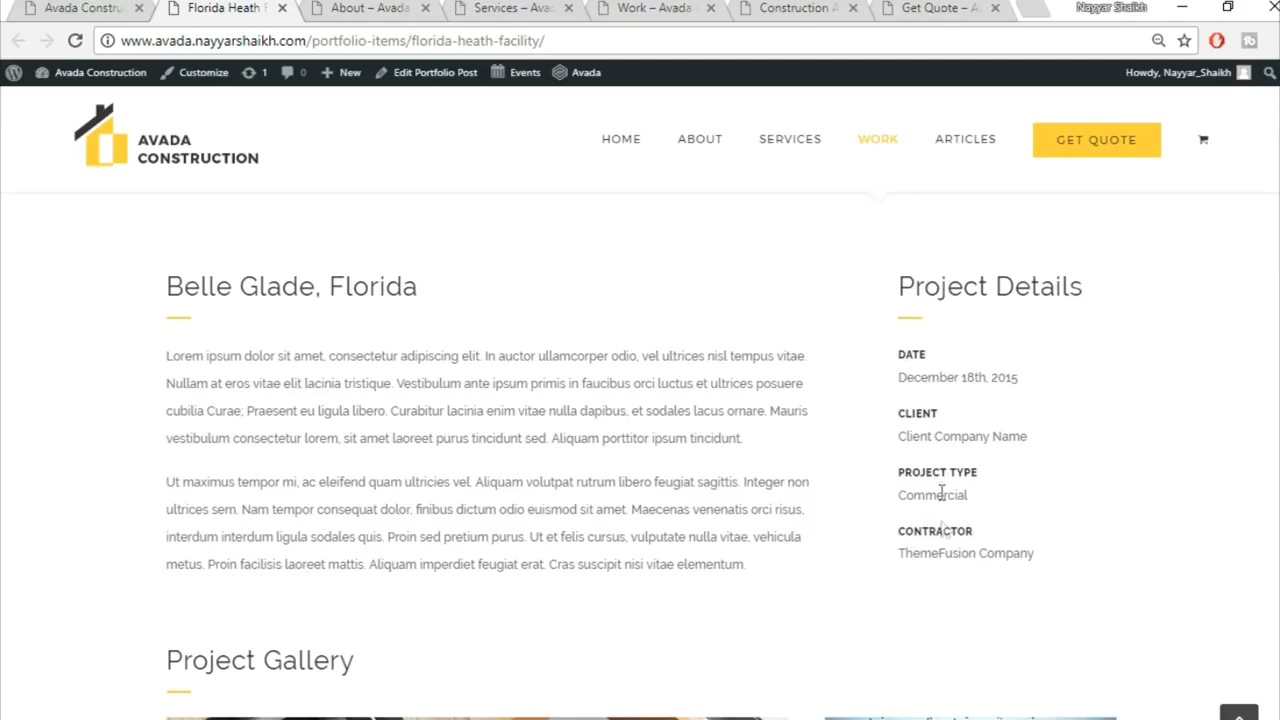 Avada Constru
Florida Heath F
About – Avada
Services – Avac
Work – Avada
Construction A
Get Quote – A
Nayyar Shaikh
www.avada.nayyarshaikh.com/portfolio-items/florida-heath-facility/
Avada Construction
Customize
1
0
New
Edit Portfolio Post
Events
Avada
Howdy, Nayyar_Shaikh
AVADA
CONSTRUCTION
HOME
ABOUT
SERVICES
WORK
ARTICLES
GET QUOTE
Belle Glade, Florida
Lorem ipsum dolor sit amet, consectetur adipiscing elit. In auctor ullamcorper odio, vel ultrices nisl tempus vitae.
Nullam at eros vitae elit lacinia tristique. Vestibulum ante ipsum primis in faucibus orci luctus et ultrices posuere
cubilia Curae; Praesent eu ligula libero. Curabitur lacinia enim vitae nulla dapibus, et sodales lacus ornare. Mauris
vestibulum consectetur lorem, sit amet laoreet purus tincidunt sed. Aliquam porttitor ipsum tincidunt.
Ut maximus tempor mi, ac eleifend quam ultricies vel. Aliquam volutpat rutrum libero feugiat sagittis. Integer non
ultrices sem. Nam tempor consequat dolor, finibus dictum odio euismod sit amet. Maecenas venenatis orci risus,
interdum interdum ligula sodales quis. Proin sed pretium purus. Ut et felis cursus, vulputate nulla vitae, vehicula
metus. Proin facilisis laoreet mattis. Aliquam imperdiet feugiat erat. Cras suscipit nisi vitae elementum.
Project Details
DATE
December 18th, 2015
CLIENT
Client Company Name
PROJECT TYPE
Commercial
CONTRACTOR
ThemeFusion Company
Project Gallery